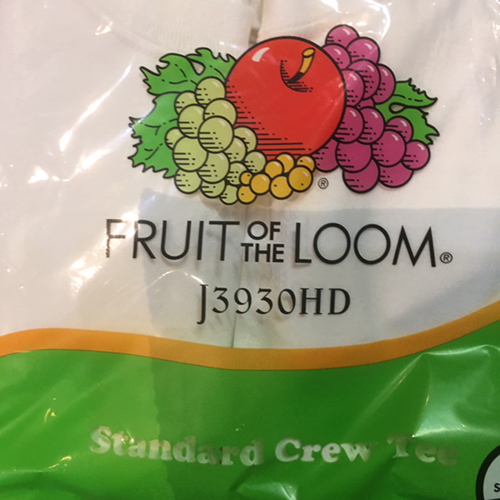 FRUIT OF THE LOOM®
J3930HD
Standard Crew Tee